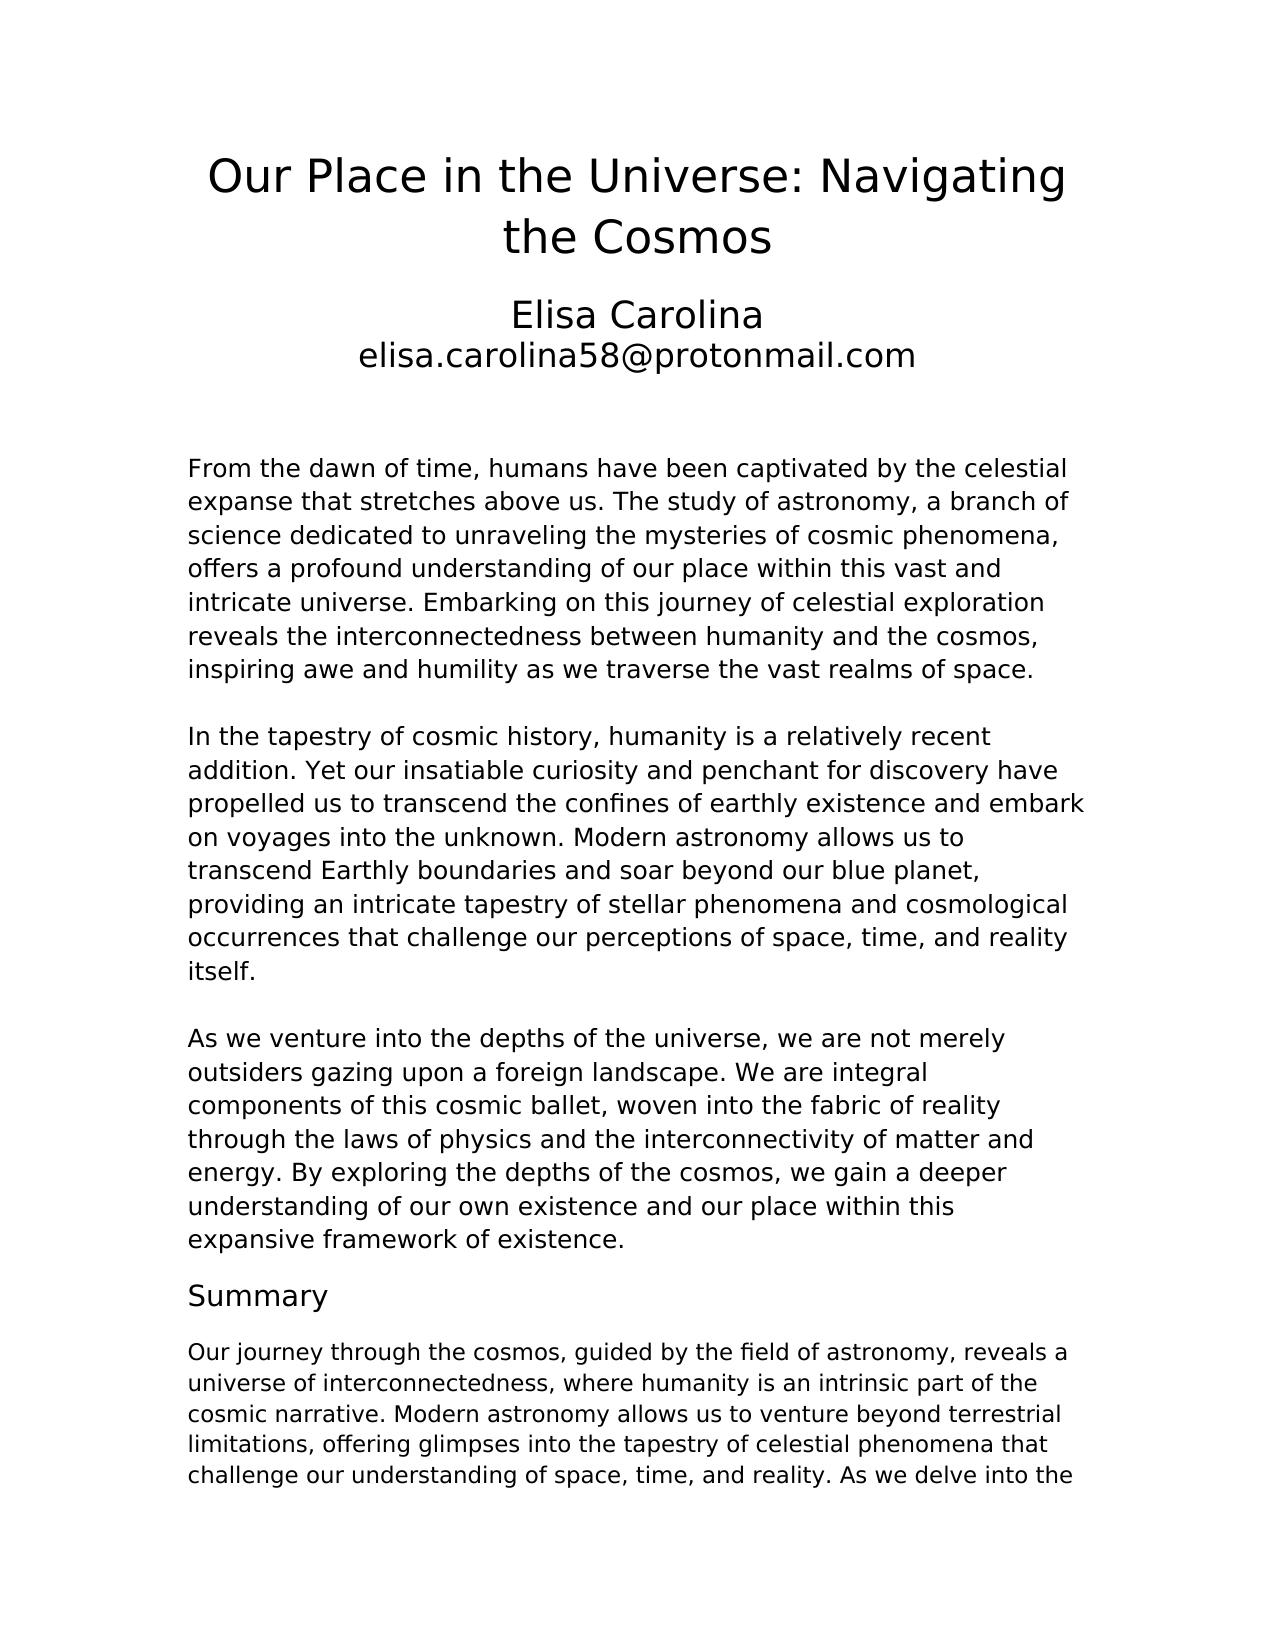 Our Place in the Universe: Navigating
the Cosmos
Elisa Carolina
elisa.carolina58@protonmail.com
From the dawn of time, humans have been captivated by the celestial
expanse that stretches above us. The study of astronomy, a branch of
science dedicated to unraveling the mysteries of cosmic phenomena,
offers a profound understanding of our place within this vast and
intricate universe. Embarking on this journey of celestial exploration
reveals the interconnectedness between humanity and the cosmos,
inspiring awe and humility as we traverse the vast realms of space.
In the tapestry of cosmic history, humanity is a relatively recent
addition. Yet our insatiable curiosity and penchant for discovery have
propelled us to transcend the confines of earthly existence and embark
on voyages into the unknown. Modern astronomy allows us to
transcend Earthly boundaries and soar beyond our blue planet,
providing an intricate tapestry of stellar phenomena and cosmological
occurrences that challenge our perceptions of space, time, and reality
itself.
As we venture into the depths of the universe, we are not merely
outsiders gazing upon a foreign landscape. We are integral
components of this cosmic ballet, woven into the fabric of reality
through the laws of physics and the interconnectivity of matter and
energy. By exploring the depths of the cosmos, we gain a deeper
understanding of our own existence and our place within this
expansive framework of existence.
Summary
Our journey through the cosmos, guided by the field of astronomy, reveals a
universe of interconnectedness, where humanity is an intrinsic part of the
cosmic narrative. Modern astronomy allows us to venture beyond terrestrial
limitations, offering glimpses into the tapestry of celestial phenomena that
challenge our understanding of space, time, and reality. As we delve into the